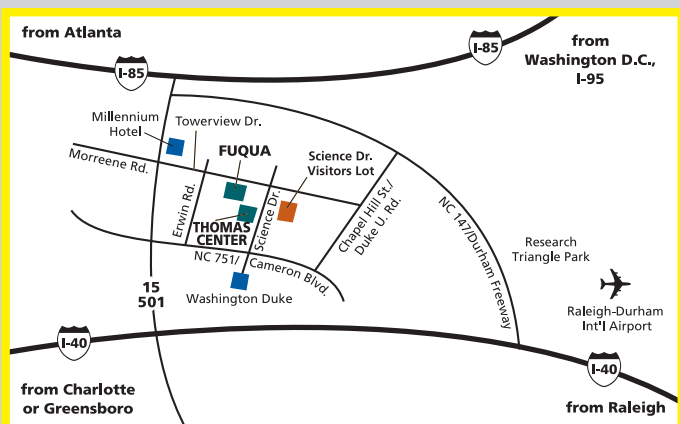 from Atlanta
I-85
I-85
from
Washington D.C.,
I-95
Millennium
Hotel
Towerview Dr.
Morreene Rd.
FUQUA
Science Dr.
Visitors Lot
Erwin Rd.
THOMAS
CENTER
Science Dr.
Chapel Hill St./
Duke U. Rd.
NC 147/Durham Freeway
NC 751/ Cameron Blvd.
Research
Triangle Park
15
501
Washington Duke
Raleigh-Durham
Int'l Airport
I-40
I-40
from Charlotte
or Greensboro
from Raleigh